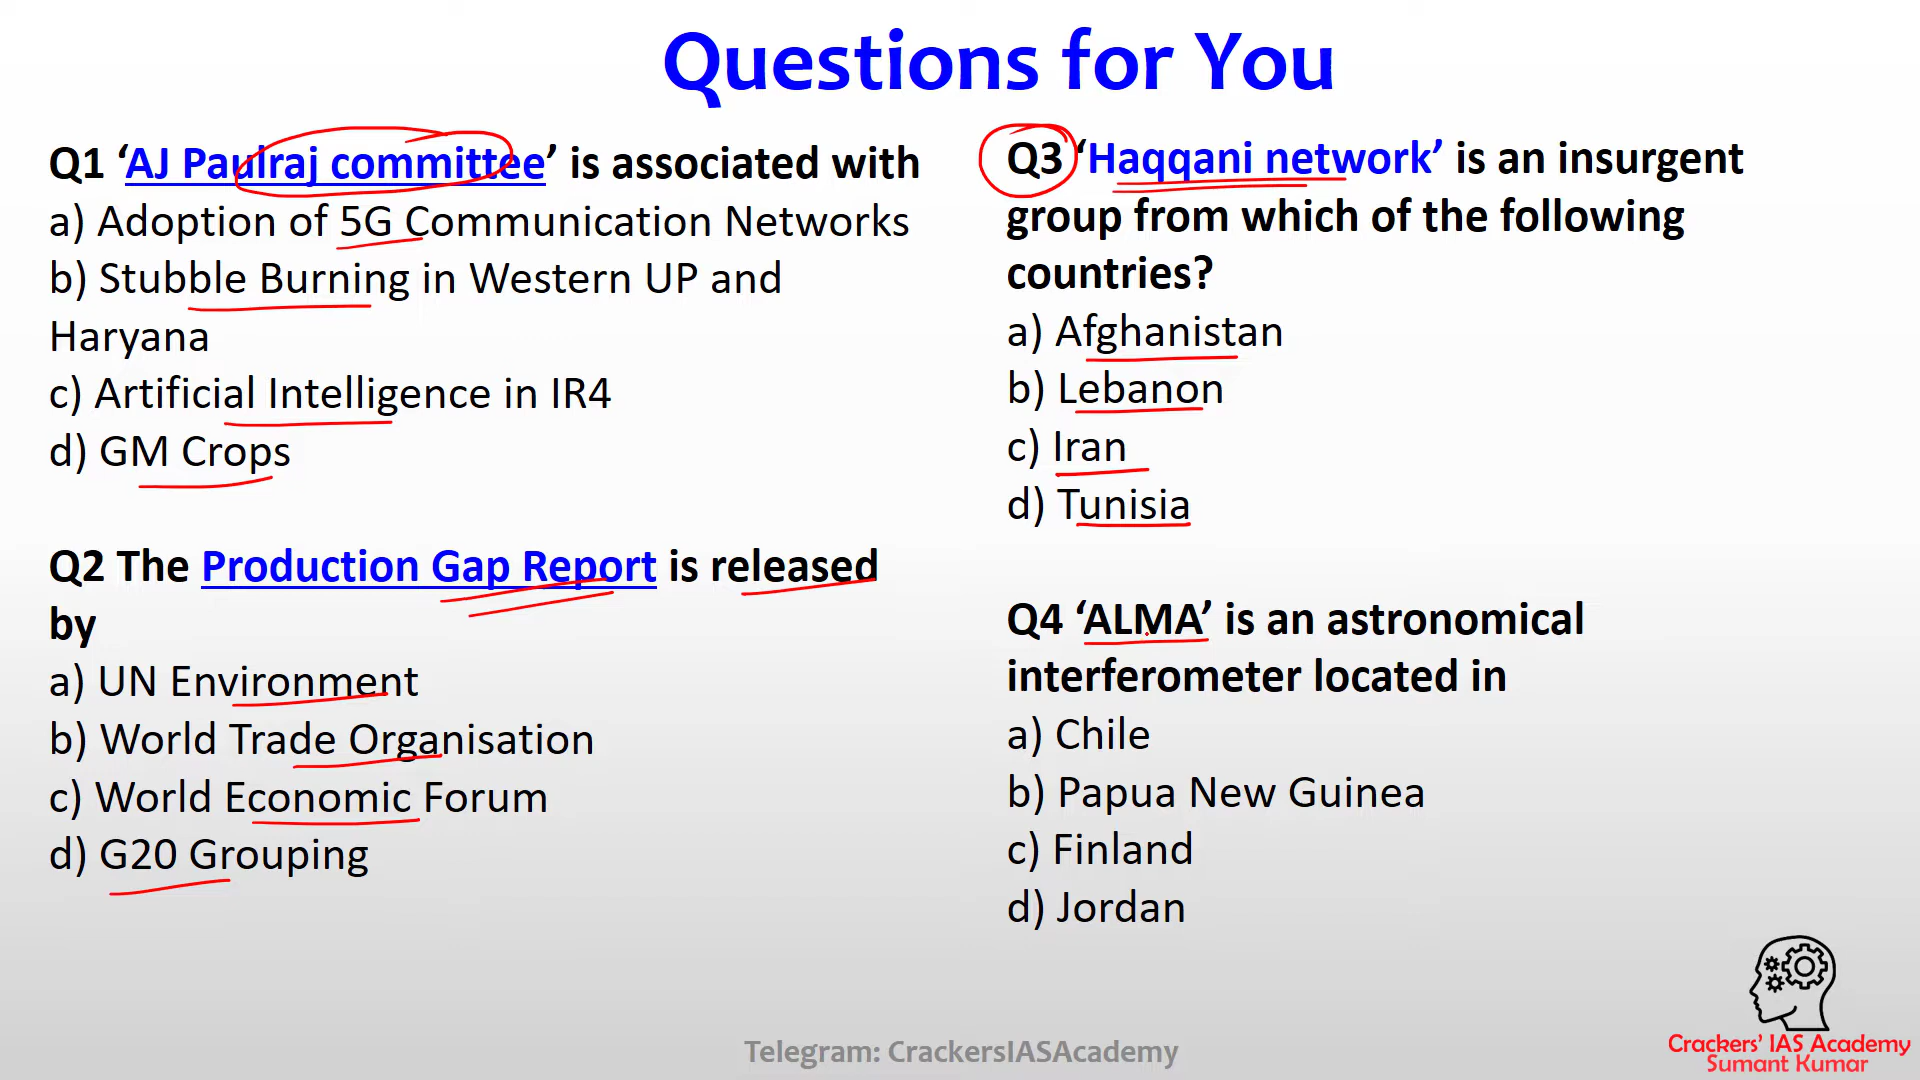 Questions for You
Q1 ‘AJ Paulraj committee’ is associated with
a) Adoption of 5G Communication Networks
b) Stubble Burning in Western UP and
Haryana
c) Artificial Intelligence in IR4
d) GM Crops
Q2 The Production Gap Report is released
by
a) UN Environment
b) World Trade Organisation
c) World Economic Forum
d) G20 Grouping
Q3 ‘Haqqani network’ is an insurgent
group from which of the following
countries?
a) Afghanistan
b) Lebanon
c) Iran
d) Tunisia
Q4 ‘ALMA’ is an astronomical
interferometer located in
a) Chile
b) Papua New Guinea
c) Finland
d) Jordan
Telegram: CrackersIASAcademy
Crackers’ IAS Academy
Sumant Kumar